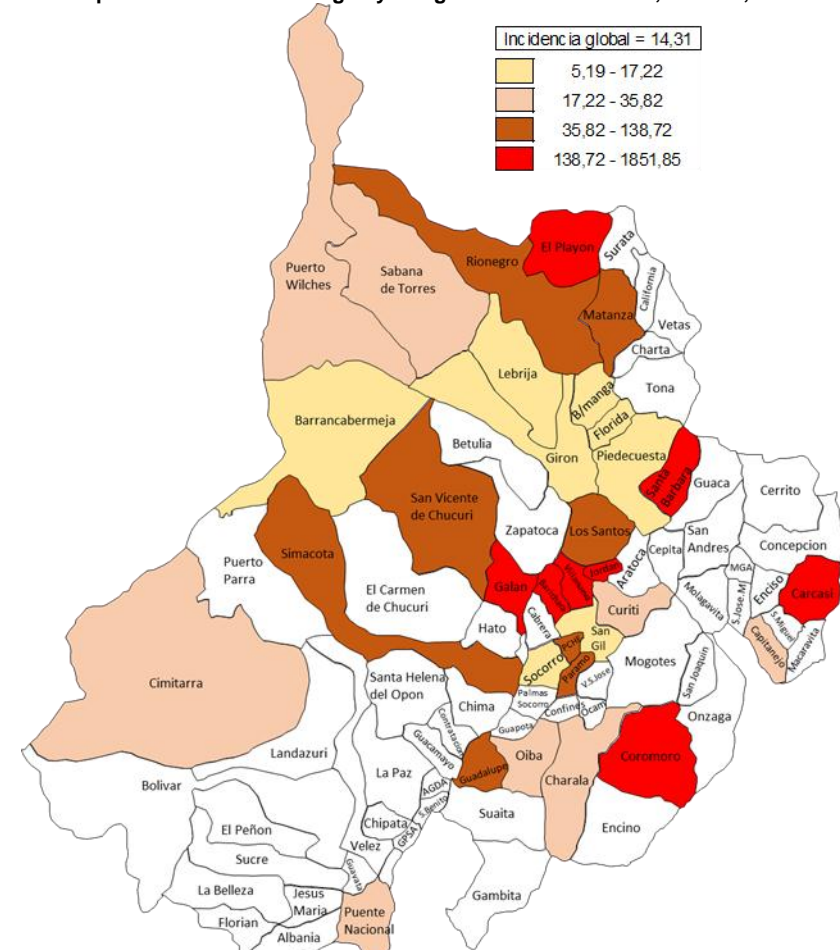 Incidencia global = 14,31
5,19 - 17,22
17,22 - 35,82
35,82 - 138,72
138,72 - 1851,85
El Playon
Surata
Rionegro
Puerto
Wilches
Sabana
de Torres
California
Matanza
Vetas
Charta
Lebrija
Tona
B/manga
Barrancabermeja
Florida
Betulia
Giron
Piedecuesta
Santa
Barbara
Guaca
Cerrito
San Vicente
de Chucuri
Zapatoca
Los Santos
San
Andres
Cepita
Concepcion
Simacota
Puerto
Parra
Aratoca
MGA
Enciso
Carcasi
El Carmen
de Chucuri
Galan
Jordan
Molagavita
S.Jose.M
Curiti
S.Miguel
Hato
Cabrera
San
Gil
Capitanejo
Macaravita
PCHE
Socorro
Paramo
Mogotes
San Joaquin
Cimitarra
Santa Helena
del Opon
V.S.Jose
Palmas
Socorro
Chima
Confines
Ocam
Onzaga
Contratacion
Guapota
Guacamayo
Landazuri
Oiba
Coromoro
Guadalupe
La Paz
Charala
Bolivar
AGDA
S.Benito
Suaita
Chipata
GPSA
Encino
El Peñon
Velez
Sucre
Guavata
La Belleza
Jesus
Maria
Gambita
Puente
Nacional
Florian
Albania